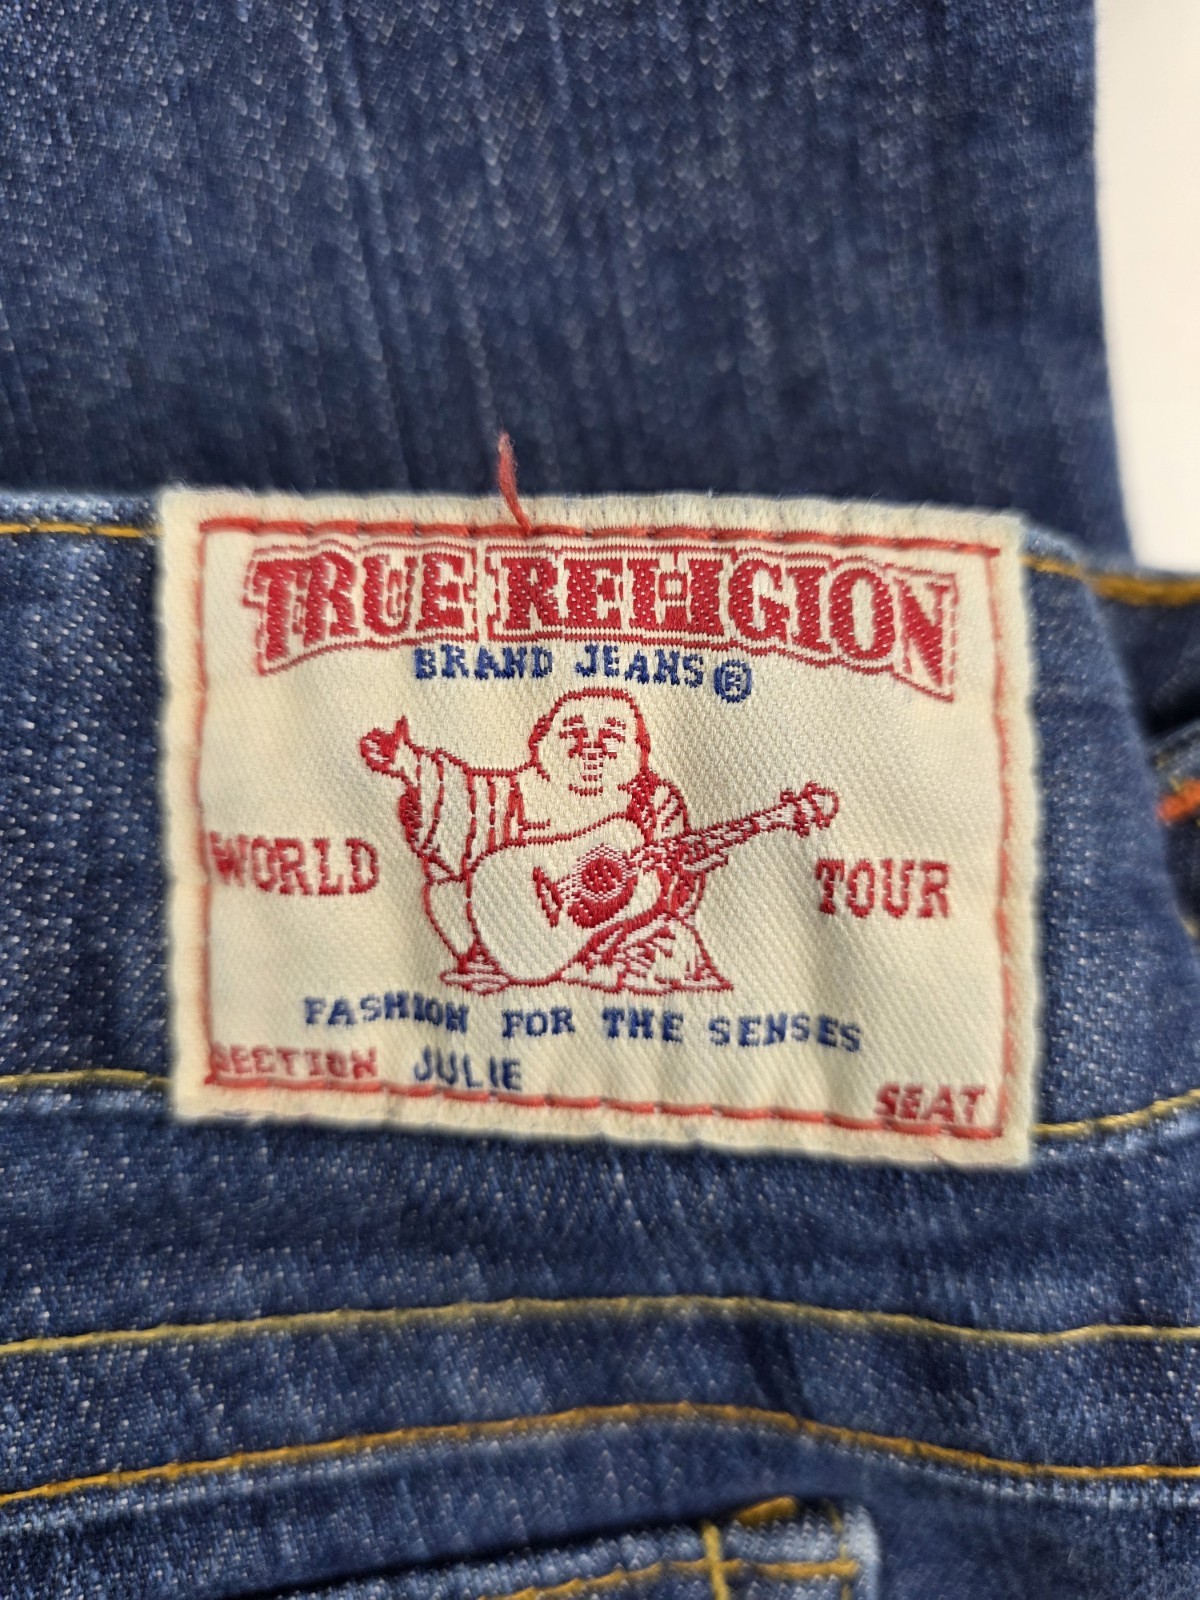 TRUE RELIGION
BRAND JEANS®
WORLD TOUR
FASHION FOR THE SENSES
SECTION JULIE SEAT